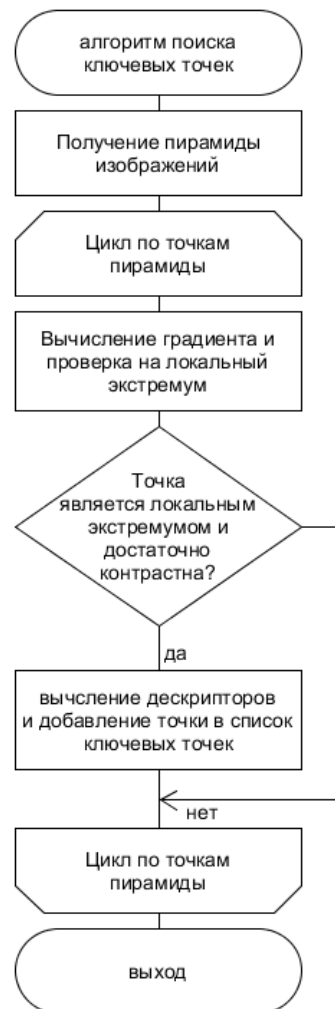 алгоритм поиска
ключевых точек
Получение пирамиды
изображений
Цикл по точкам
пирамиды
Вычисление градиента и
проверка на локальный
экстремум
Точка
является локальным
экстремумом и
достаточно
контрастна?
да
вычсление дескрипторов
и добавление точки в список
ключевых точек
нет
Цикл по точкам
пирамиды
выход